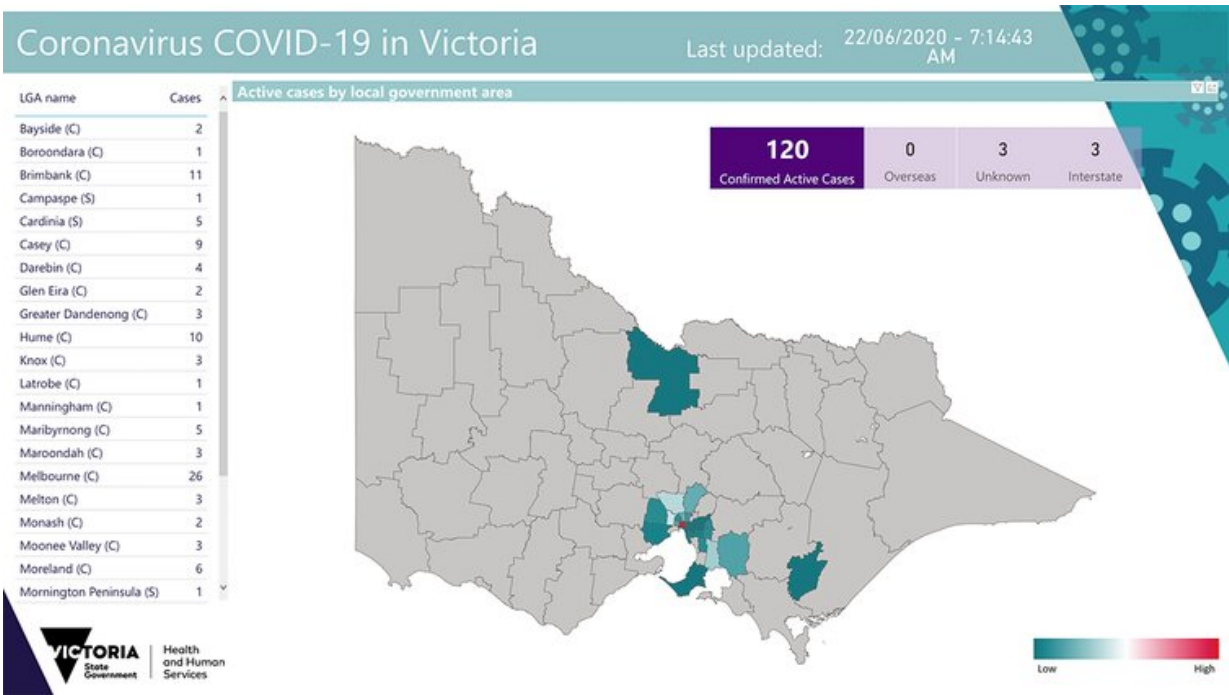 Coronavirus COVID-19 in Victoria
Last updated:
22/06/2020 - 7:14:43
AM
LGA name Cases
Bayside (C) 2
Boroondara (C) 1
Brimbank (C) 11
Campaspe (S) 1
Cardinia (S) 5
Casey (C) 9
Darebin (C) 4
Glen Eira (C) 2
Greater Dandenong (C) 3
Hume (C) 10
Knox (C) 3
Latrobe (C) 1
Manningham (C) 1
Maribyrnong (C) 5
Maroondah (C) 3
Melbourne (C) 26
Melton (C) 3
Monash (C) 2
Moonee Valley (C) 3
Moreland (C) 6
Mornington Peninsula (S) 1
Active cases by local government area
120
Confirmed Active Cases
0
Overseas
3
Unknown
3
Interstate
VICTORIA
State
Government
Health
and Human
Services
Low High